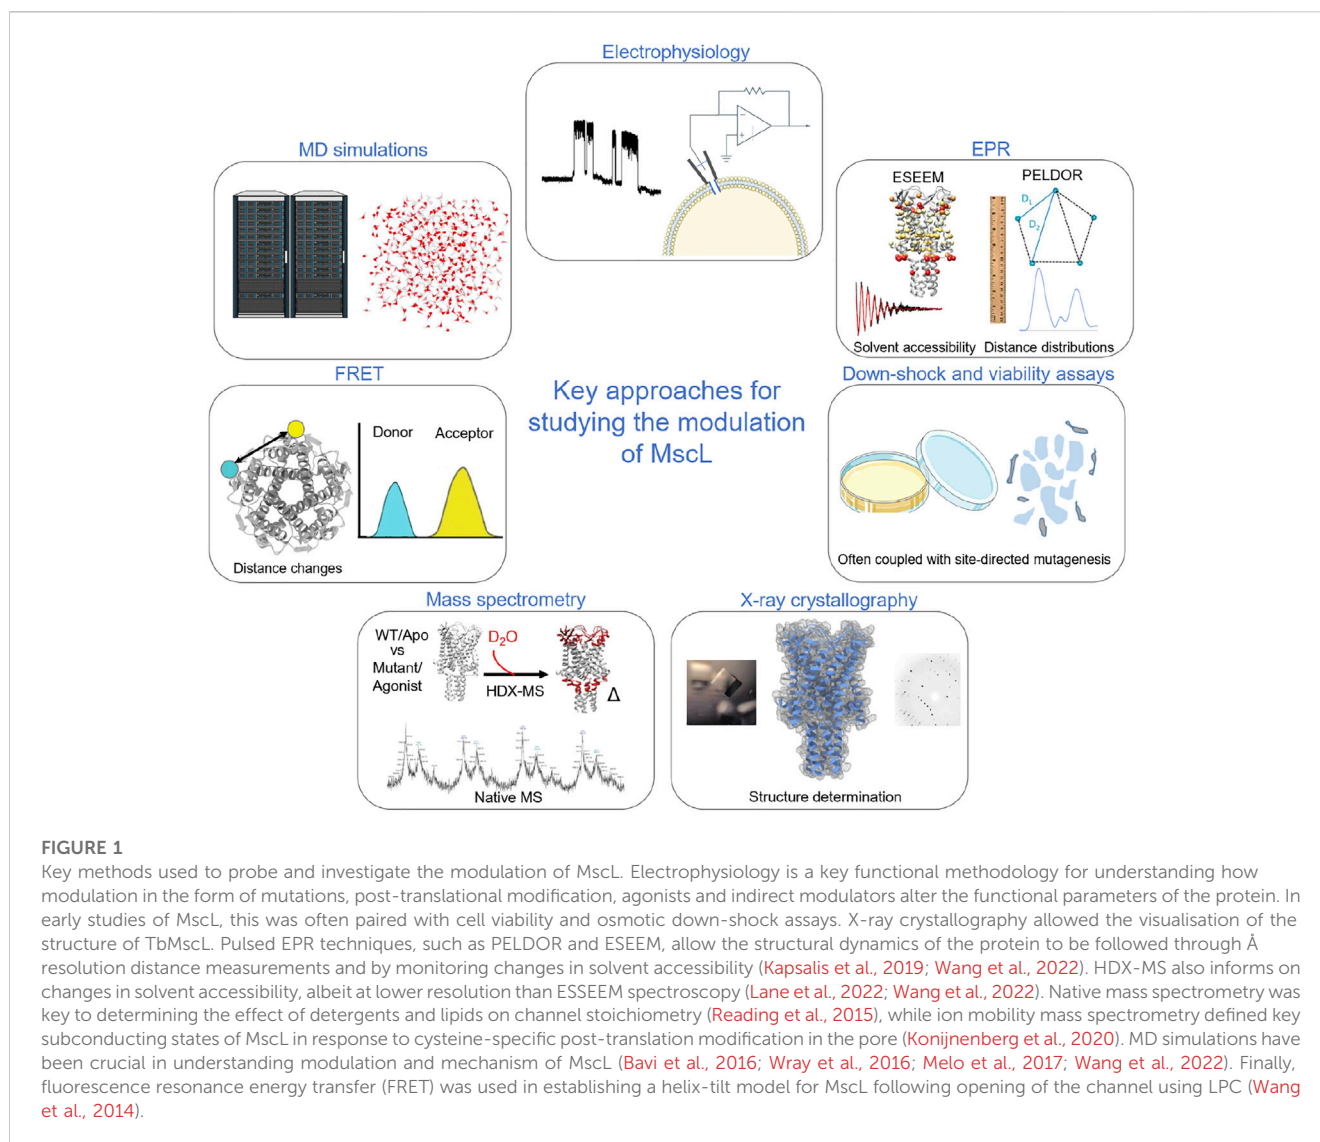 Electrophysiology
MD simulations
EPR
ESEEM
PELDOR
D1
D2
Solvent accessibility
Distance distributions
FRET
Donor
Acceptor
Distance changes
Key approaches for
studying the modulation
of MscL
Down-shock and viability assays
Often coupled with site-directed mutagenesis
Mass spectrometry
WT/Apo
vs
Mutant/
Agonist
D2O
HDX-MS
Δ
Native MS
X-ray crystallography
Structure determination
FIGURE 1
Key methods used to probe and investigate the modulation of MscL. Electrophysiology is a key functional methodology for understanding how
modulation in the form of mutations, post-translational modification, agonists and indirect modulators alter the functional parameters of the protein. In
early studies of MscL, this was often paired with cell viability and osmotic down-shock assays. X-ray crystallography allowed the visualisation of the
structure of TbMscL. Pulsed EPR techniques, such as PELDOR and ESEEM, allow the structural dynamics of the protein to be followed through Å
resolution distance measurements and by monitoring changes in solvent accessibility (Kapsalis et al., 2019; Wang et al., 2022). HDX-MS also informs on
changes in solvent accessibility, albeit at lower resolution than ESSEEM spectroscopy (Lane et al., 2022; Wang et al., 2022). Native mass spectrometry was
key to determining the effect of detergents and lipids on channel stoichiometry (Reading et al., 2015), while ion mobility mass spectrometry defined key
subconducting states of MscL in response to cysteine-specific post-translation modification in the pore (Konijnenberg et al., 2020). MD simulations have
been crucial in understanding modulation and mechanism of MscL (Bavi et al., 2016; Wray et al., 2016; Melo et al., 2017; Wang et al., 2022). Finally,
fluorescence resonance energy transfer (FRET) was used in establishing a helix-tilt model for MscL following opening of the channel using LPC (Wang
et al., 2014).